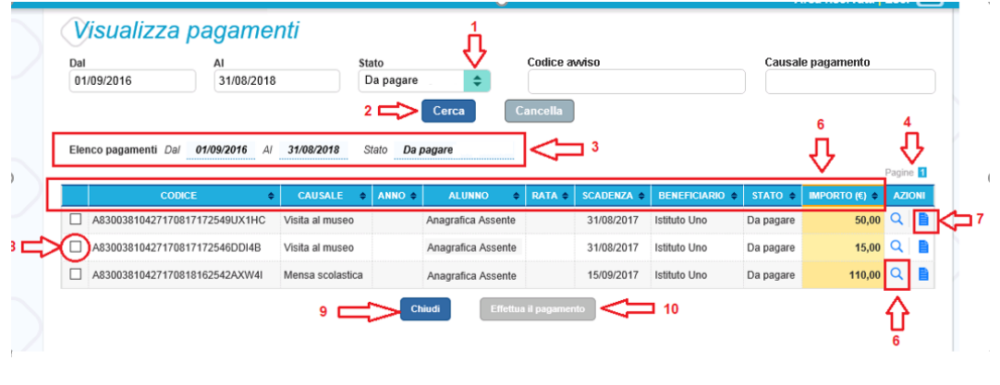 Visualizza pagamenti
1
Dal Al Stato Codice avviso Causale pagamento
01/09/2016 31/08/2018 Da pagare
2 Cerca Cancella
6 4
Elenco pagamenti Dal 01/09/2016 Al 31/08/2018 Stato Da pagare 3
Pagine 1
CODICE CAUSALE ANNO ALUNNO RATA SCADENZA BENEFICIARIO STATO IMPORTO (€) AZIONI
A83003810427170817172549UX1HC Visita al museo Anagrafica Assente 31/08/2017 Istituto Uno Da pagare 50,00 7
A83003810427170817172546DDI4B Visita al museo Anagrafica Assente 31/08/2017 Istituto Uno Da pagare 15,00
A83003810427170818162542AXW4I Mensa scolastica Anagrafica Assente 15/09/2017 Istituto Uno Da pagare 110,00
9 Chiudi Effettua il pagamento 10
6